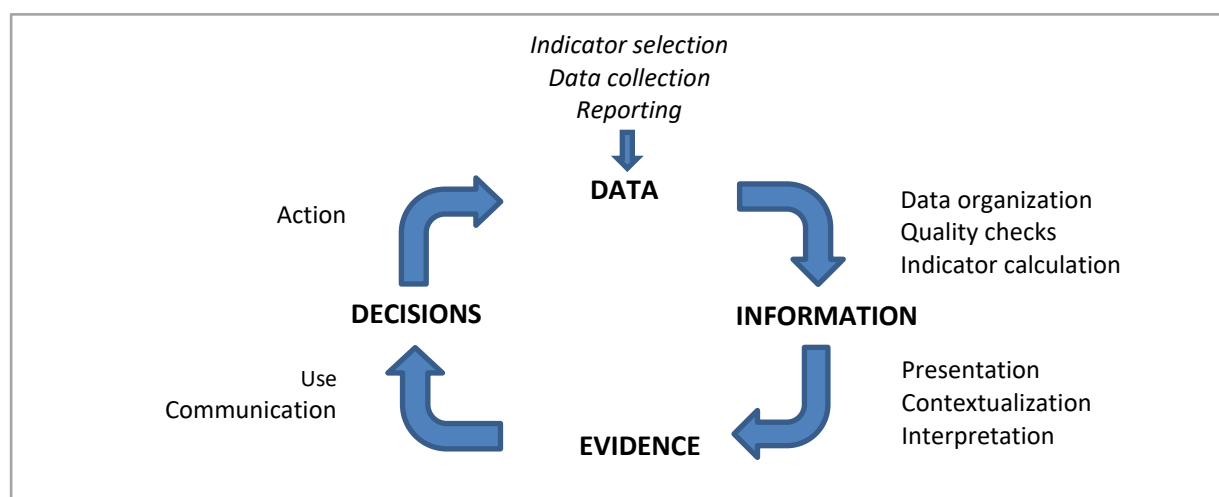 Indicator selection
Data collection
Reporting
DATA
Action
Data organization
Quality checks
Indicator calculation
DECISIONS
INFORMATION
Use
Communication
Presentation
Contextualization
Interpretation
EVIDENCE